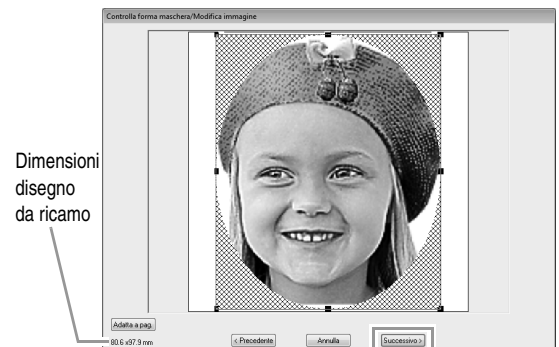 Controlla forma maschera/Modifica immagine
Dimensioni
disegno
da ricamo
Adatta a pag.
80.6 x97.9 mm
< Precedente
Annulla
Successivo >